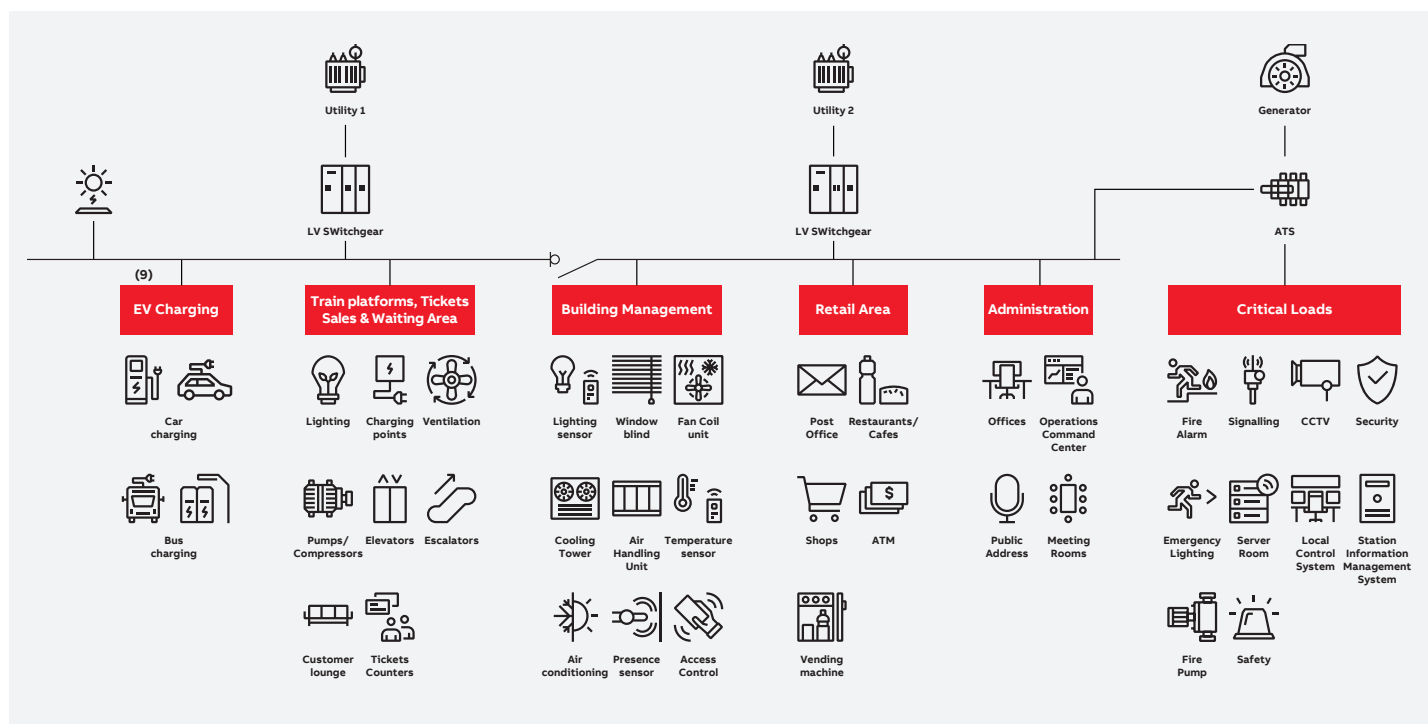 Utility 1
Utility 2
Generator
LV SWitchgear
LV SWitchgear
ATS
(9)
EV Charging
Train platforms, Tickets
Sales & Waiting Area
Building Management
Retail Area
Administration
Critical Loads
Car
charging
Lighting
Charging
points
Ventilation
Lighting
sensor
Window
blind
Fan Coil
unit
Post
Office
Restaurants/
Cafes
Offices
Operations
Command
Center
Fire
Alarm
Signalling
CCTV
Security
Bus
charging
Pumps/
Compressors
Elevators
Escalators
Cooling
Tower
Air
Handling
Unit
Temperature
sensor
Shops
$
ATM
Public
Address
Meeting
Rooms
Emergency
Lighting
Server
Room
Local
Control
System
Station
Information
Management
System
Customer
lounge
Tickets
Counters
Air
conditioning
Presence
sensor
Access
Control
Vending
machine
Fire
Pump
Safety